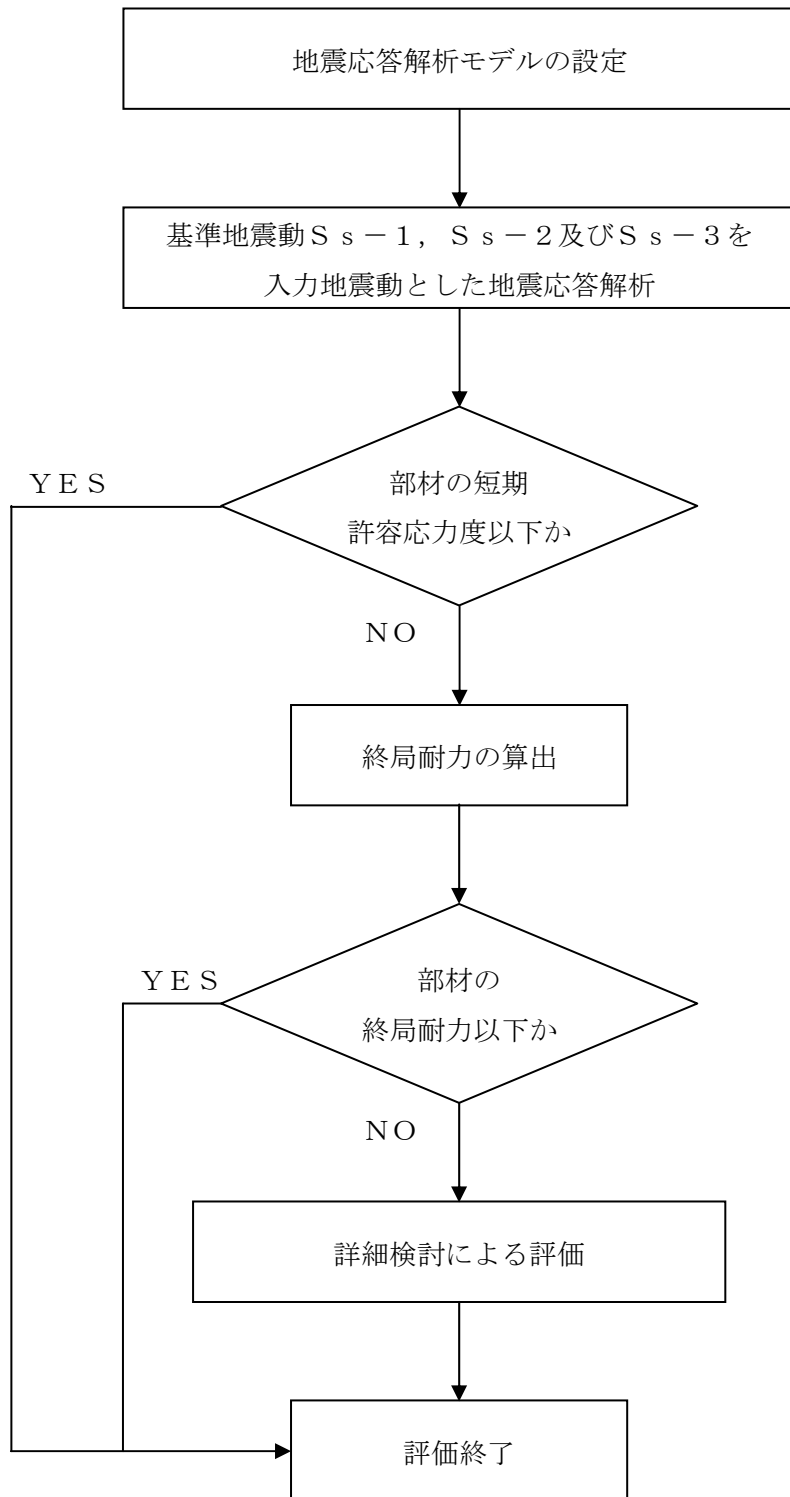 地震応答解析モデルの設定
基準地震動Ｓｓ－１，Ｓｓ－２及びＳｓ－３を
入力地震動とした地震応答解析
ＹＥＳ
部材の短期
許容応力度以下か
ＮＯ
終局耐力の算出
ＹＥＳ
部材の
終局耐力以下か
ＮＯ
詳細検討による評価
評価終了